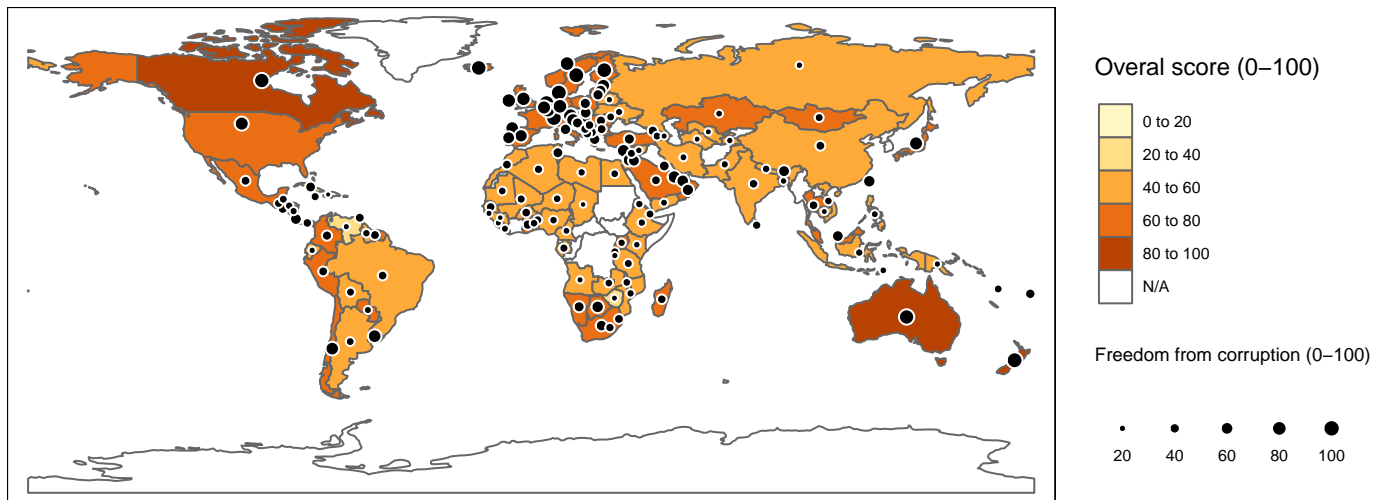 Overal score (0–100)
0 to 20
20 to 40
40 to 60
60 to 80
80 to 100
N/A
Freedom from corruption (0–100)
20 40 60 80 100